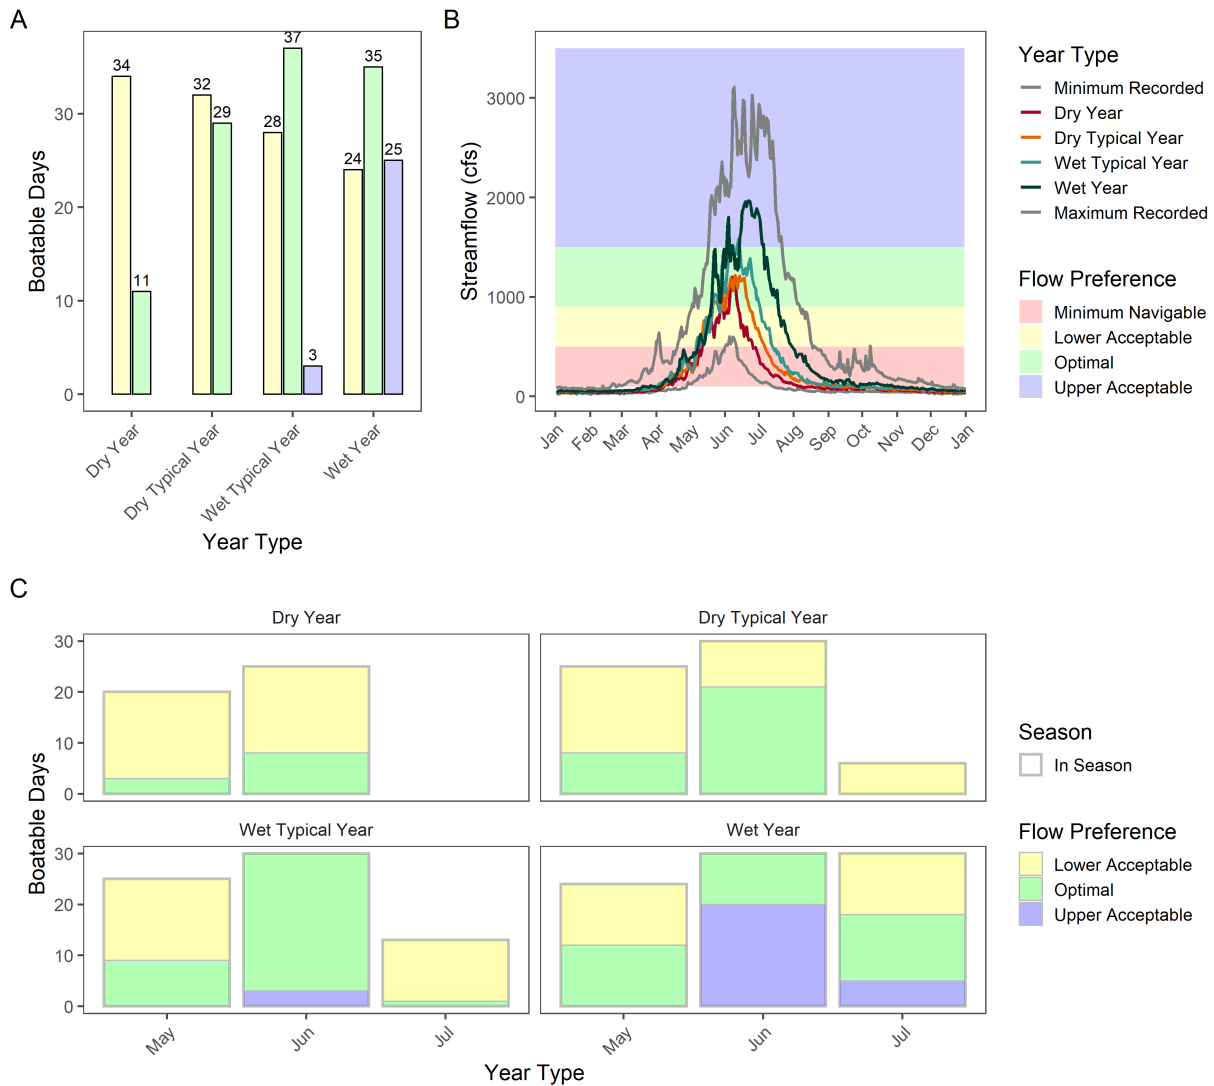 A
37
34
35
32
29
28
24
25
11
3
30
20
10
0
Boatable Days
Dry Year
Dry Typical Year
Wet Typical Year
Wet Year
Year Type
B
3000
2000
1000
0
Streamflow (cfs)
Jan
Feb
Mar
Apr
May
Jun
Jul
Aug
Sep
Oct
Nov
Dec
Jan
Year Type
Minimum Recorded
Dry Year
Dry Typical Year
Wet Typical Year
Wet Year
Maximum Recorded
Flow Preference
Minimum Navigable
Lower Acceptable
Optimal
Upper Acceptable
C
Dry Year
Dry Typical Year
30
20
10
0
Wet Typical Year
Wet Year
30
20
10
0
Boatable Days
May
Jun
Jul
May
Jun
Jul
Year Type
Season
In Season
Flow Preference
Lower Acceptable
Optimal
Upper Acceptable